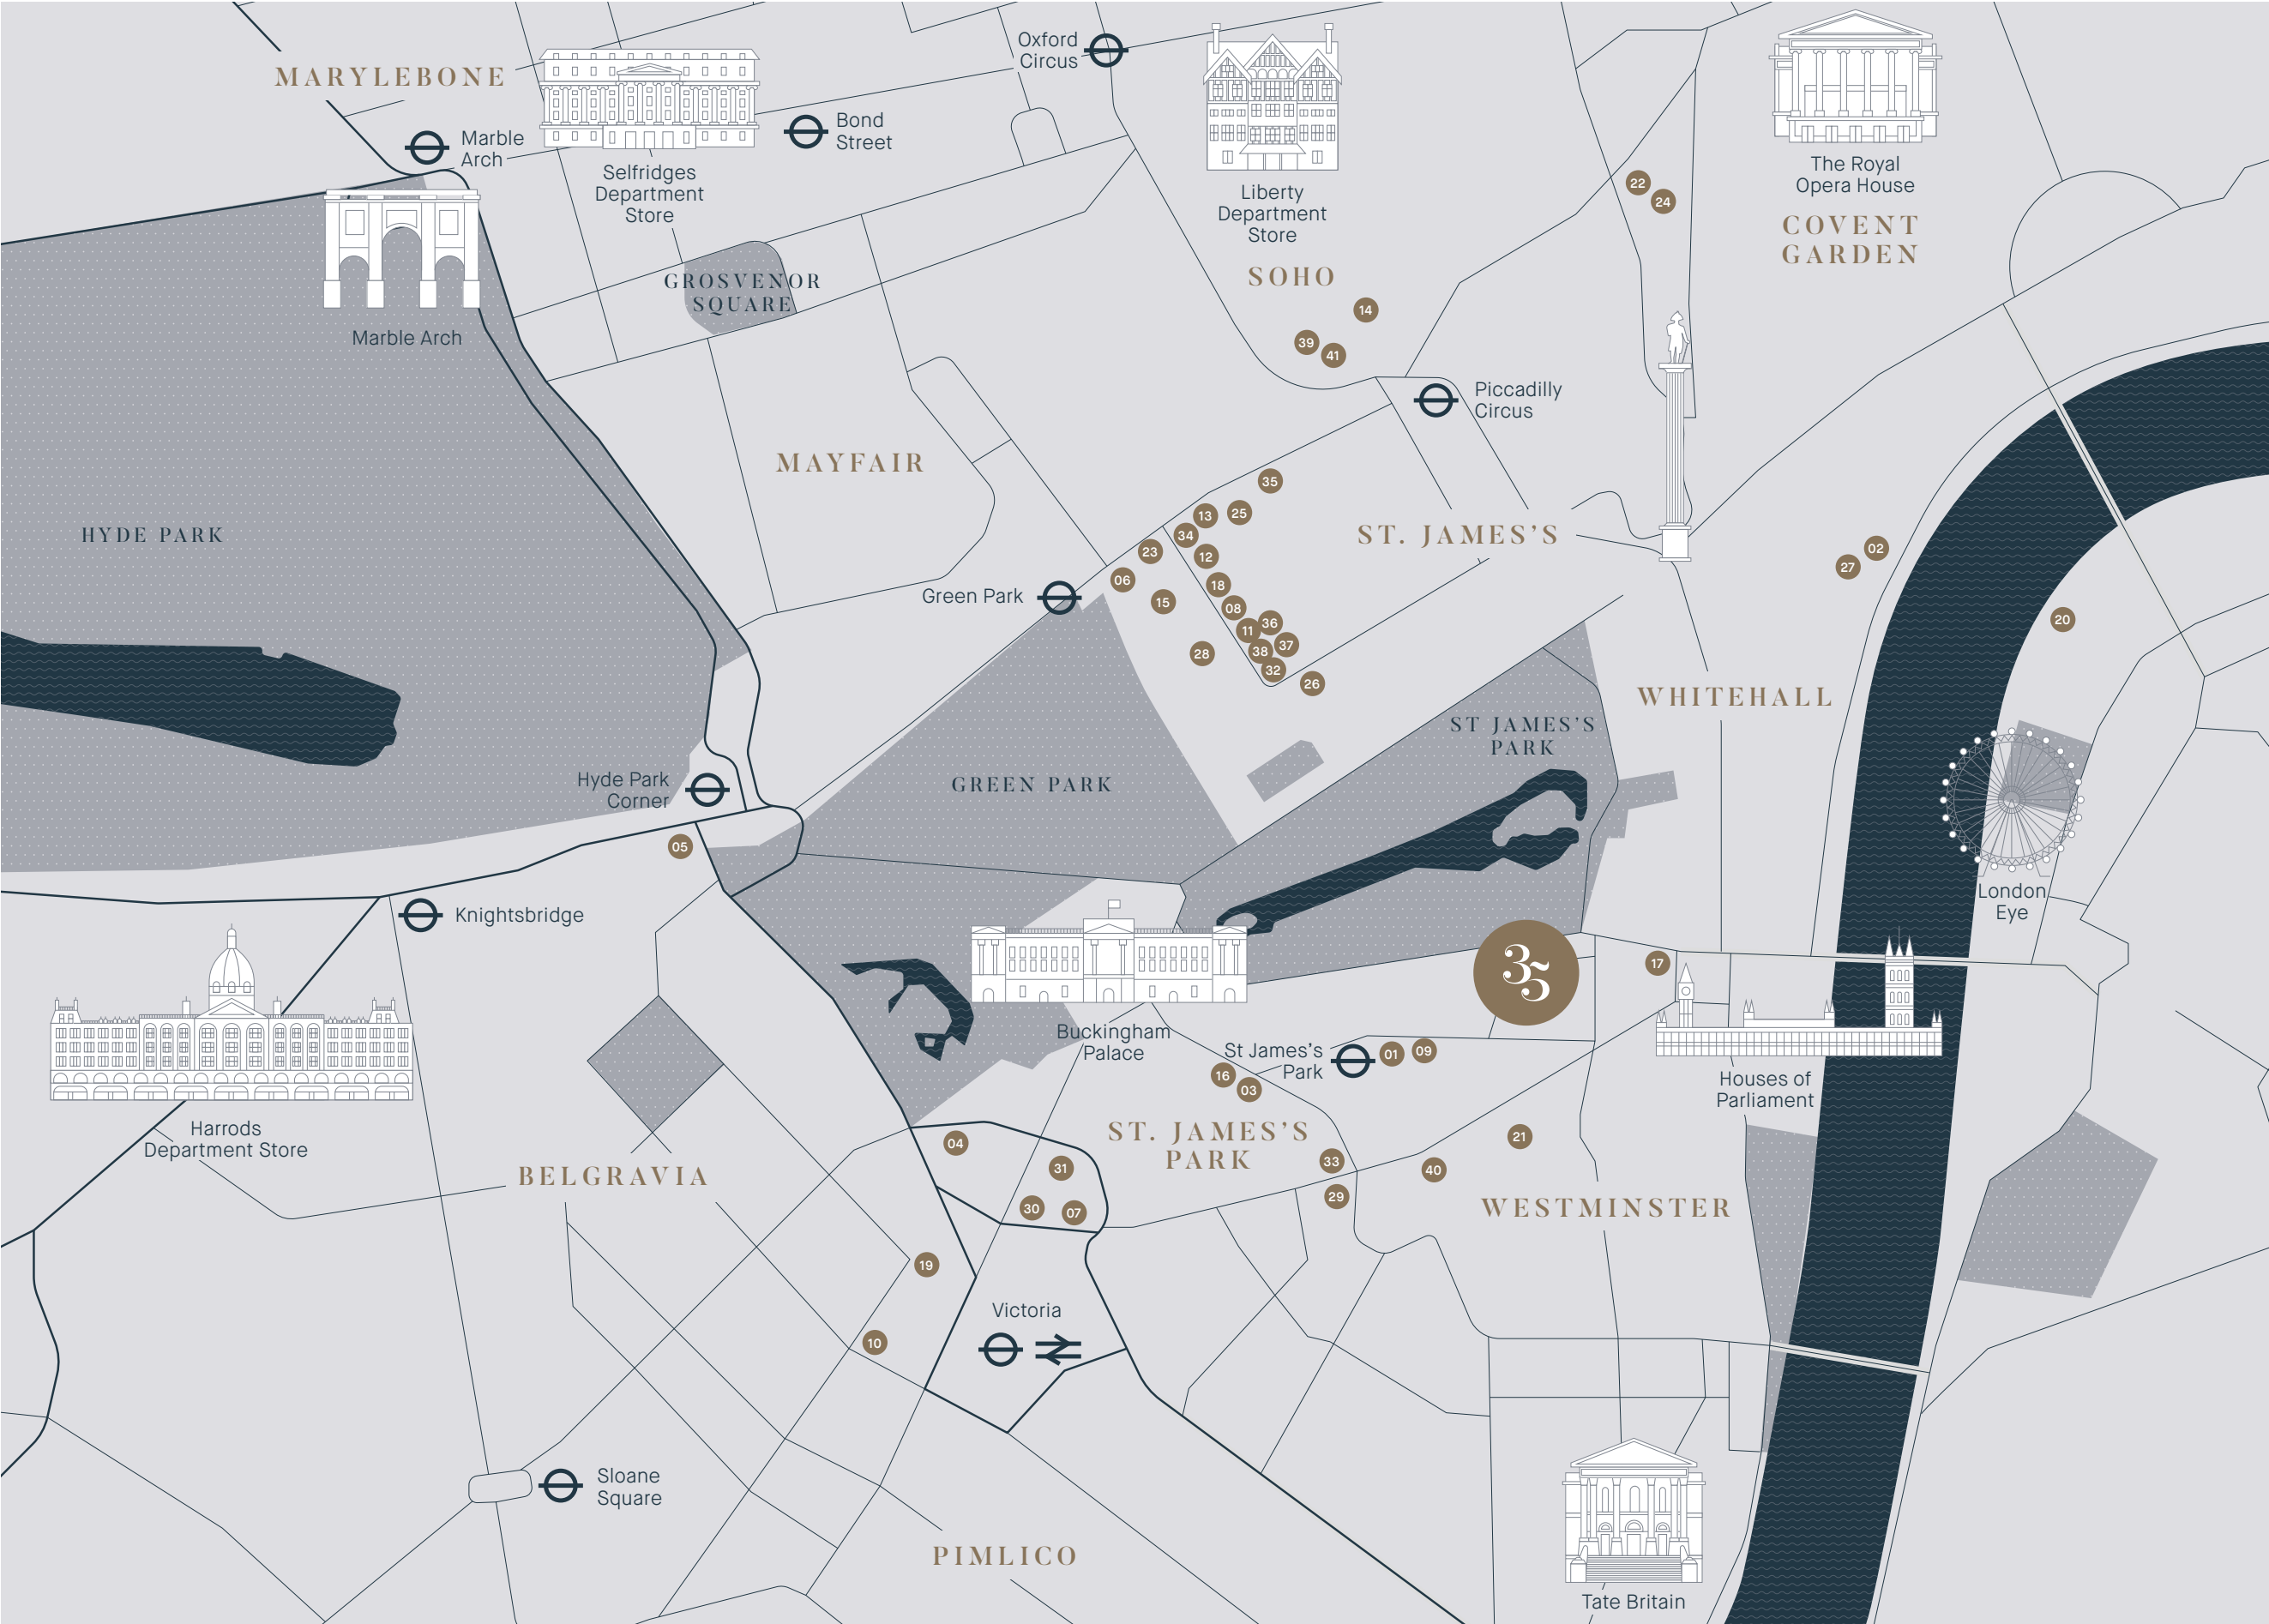 Oxford
Circus
MARYLEBONE
Bond
Street
Marble
Arch
Selfridges
Department
Store
The Royal
Opera House
22
24
Liberty
Department
Store
COVENT
GARDEN
SOHO
GROSVENOR
SQUARE
14
Marble Arch
39
41
Piccadilly
Circus
MAYFAIR
35
13
25
HYDE PARK
34
ST. JAMES'S
23
12
02
27
06
18
Green Park
15
08
20
36
11
37
38
28
32
26
WHITEHALL
ST JAMES'S
PARK
GREEN PARK
Hyde Park
Corner
05
London
Eye
Knightsbridge
35
17
Buckingham
Palace
St James's
Park
01
09
16
03
Houses of
Parliament
Harrods
Department Store
04
ST. JAMES'S
PARK
21
33
31
40
BELGRAVIA
29
30
07
WESTMINSTER
19
Victoria
10
Sloane
Square
PIMLICO
Tate Britain